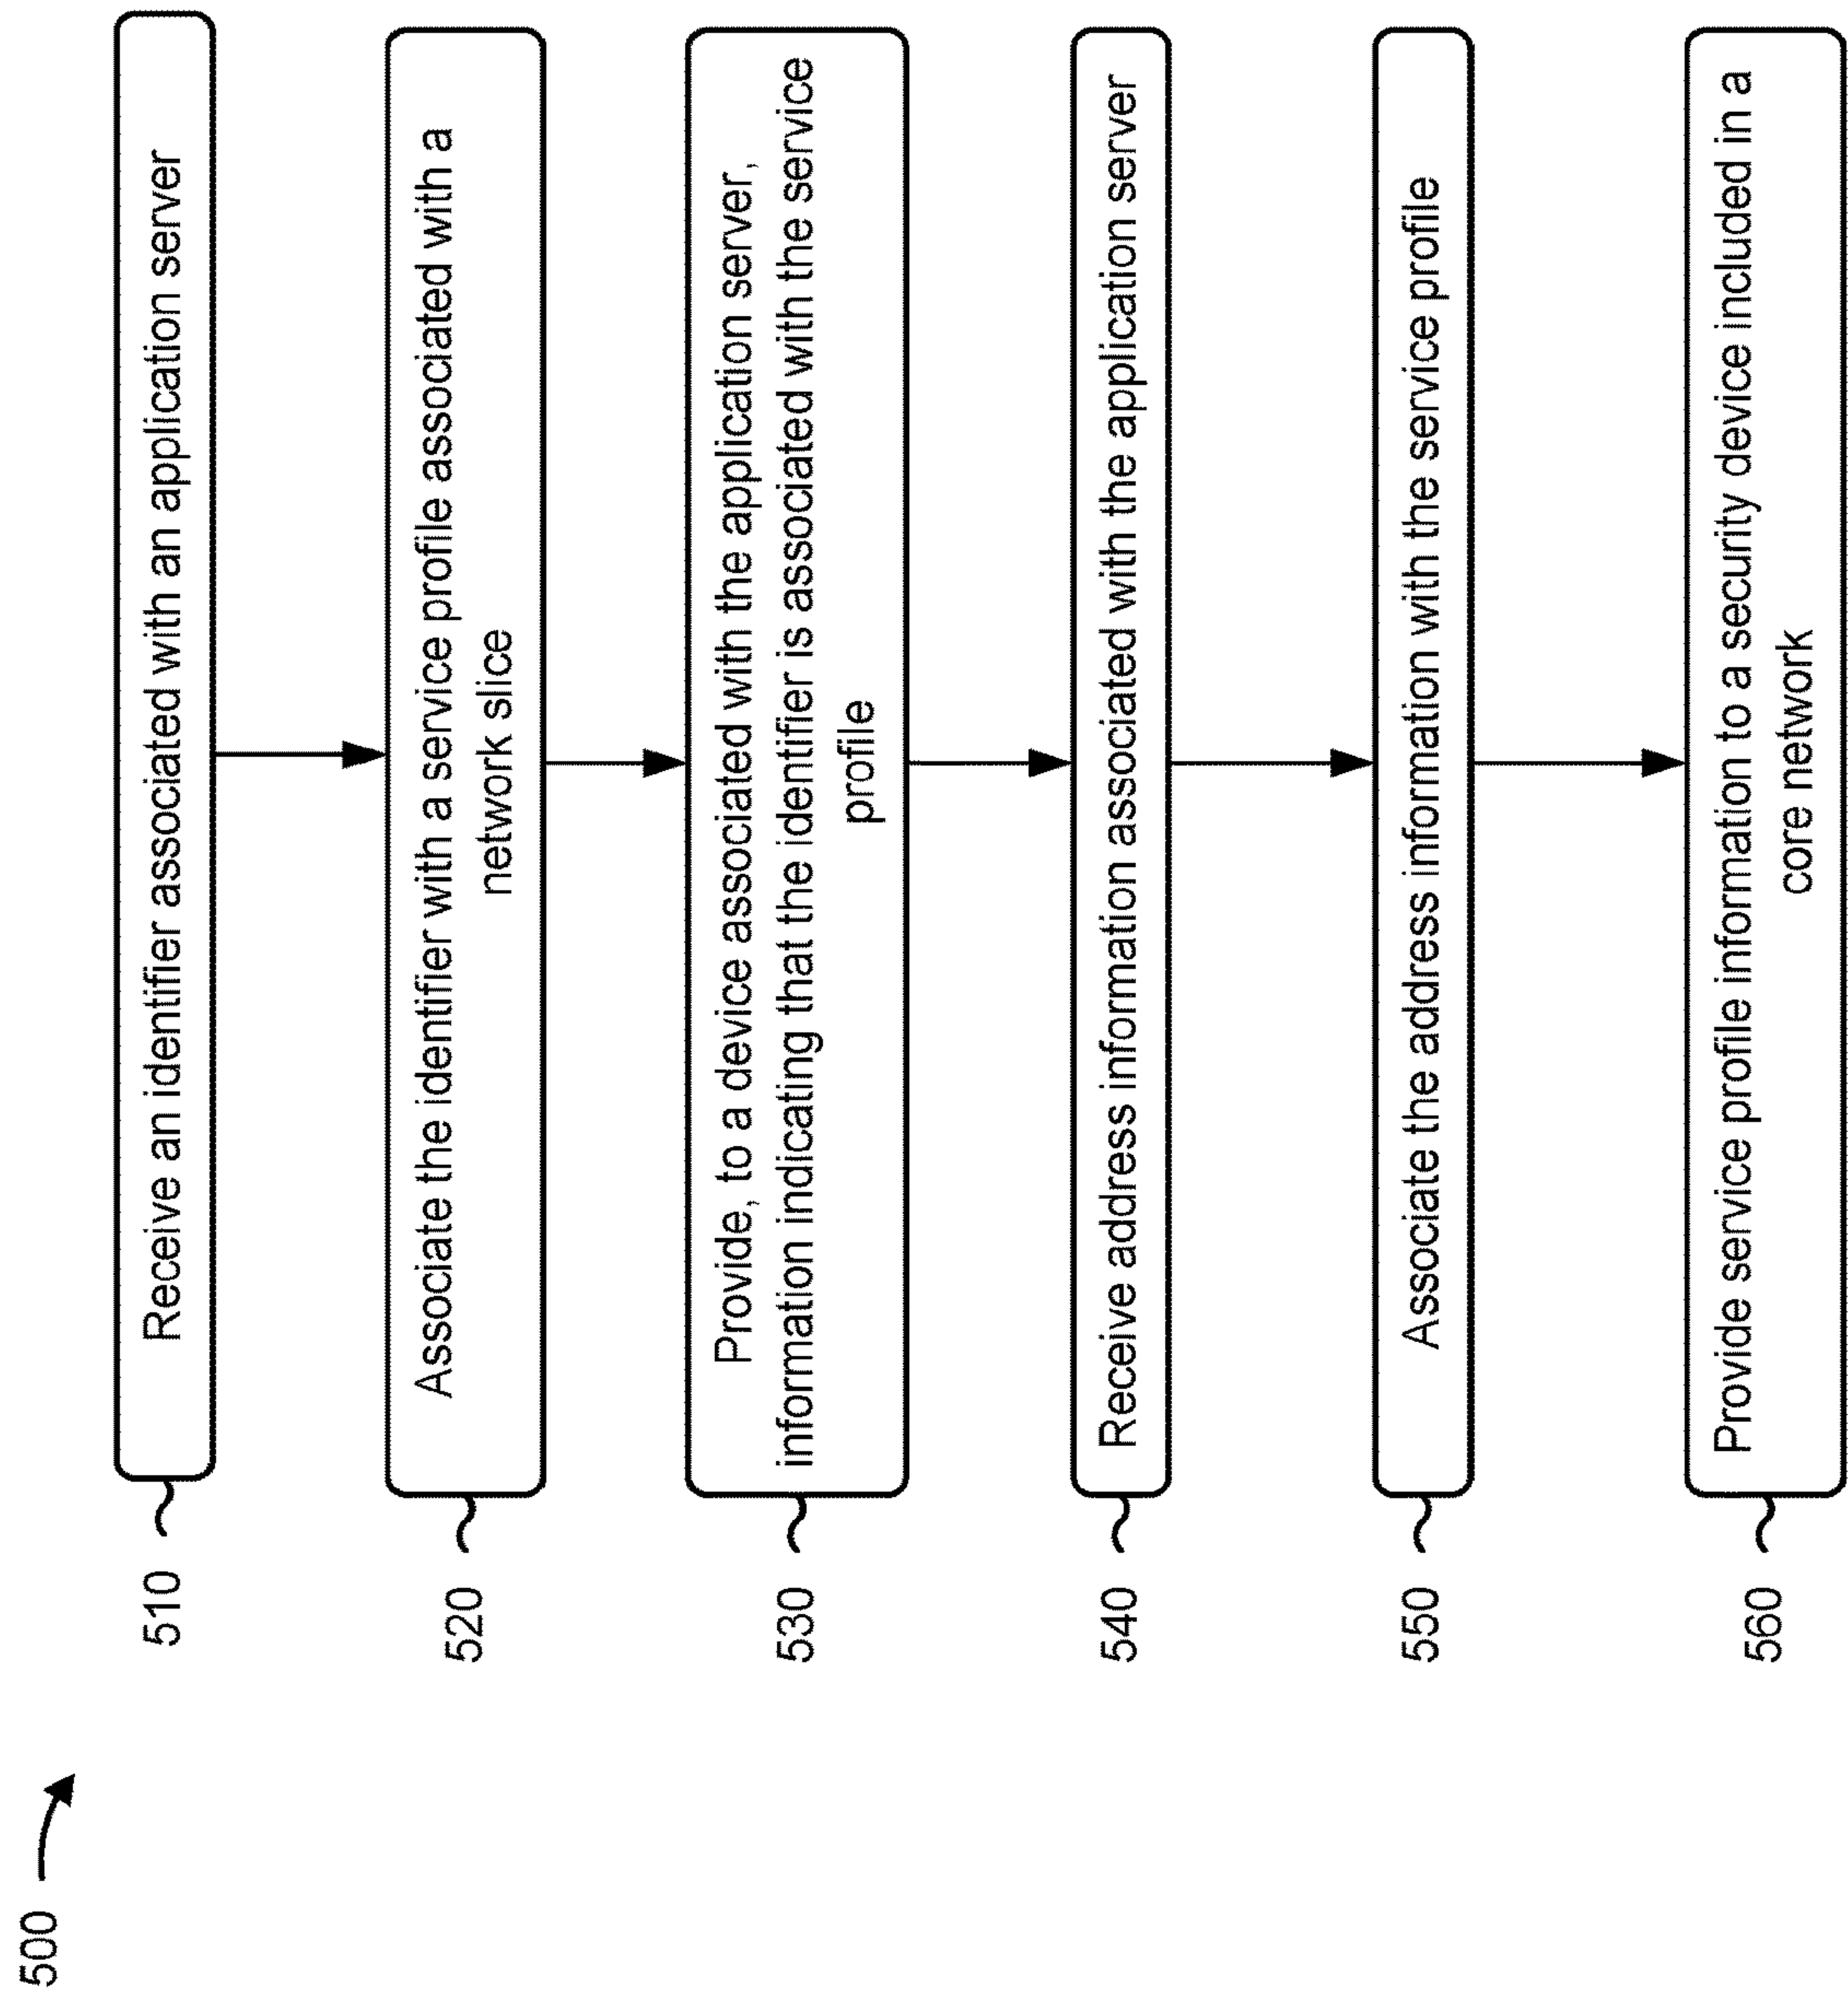 500
510
Receive an identifier associated with an application server
520
Associate the identifier with a service profile associated with a
network slice
530
Provide, to a device associated with the application server,
information indicating that the identifier is associated with the service
profile
540
Receive address information associated with the application server
550
Associate the address information with the service profile
560
Provide service profile information to a security device included in a
core network